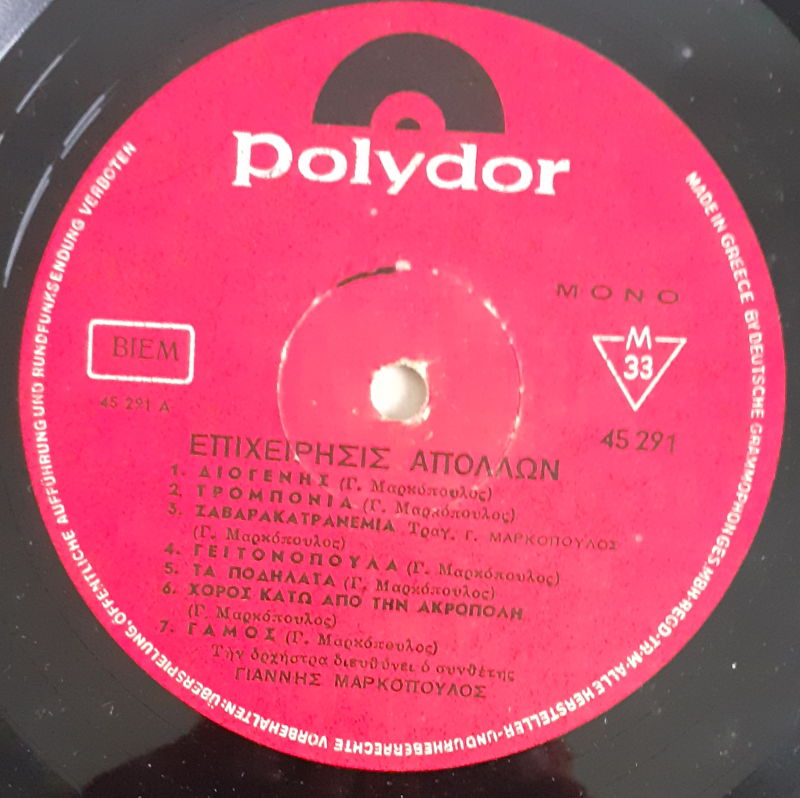 polydor
MONO
BIEM
M
33
45 291 A
45 291
ΕΠΙΧΕΙΡΗΣΙΣ ΑΠΟΛΛΩΝ
1. ΔΙΟΓΕΝΗΣ (Γ. Μαρκόπουλος)
2. ΤΡΟΜΠΟΝΙΑ (Γ. Μαρκόπουλος)
3. ΖΑΒΑΡΑΚΑΤΡΑΝΕΜΙΑ Τραγ. Γ. ΜΑΡΚΟΠΟΥΛΟΣ
(Γ. Μαρκόπουλος)
4. ΓΕΙΤΟΝΟΠΟΥΛΑ (Γ. Μαρκόπουλος)
5. ΤΑ ΠΟΔΗΛΑΤΑ (Γ. Μαρκόπουλος)
6. ΧΟΡΟΣ ΚΑΤΩ ΑΠΟ ΤΗΝ ΑΚΡΟΠΟΛΗ
(Γ. Μαρκόπουλος)
7. ΓΑΜΟΣ (Γ. Μαρκόπουλος)
Τὴν ὀρχήστρα διευθύνει ὁ συνθέτης
ΓΙΑΝΝΗΣ ΜΑΡΚΟΠΟΥΛΟΣ
MADE IN GREECE BY DEUTSCHE GRAMMOPHON GES. MBH·REGD·TR·M· ALLE HERSTELLER- UND URHEBERRECHTE VORBEHALTEN: ÜBERSPIELUNG, ÖFFENTLICHE AUFFÜHRUNG UND RUNDFUNKSENDUNG VERBOTEN